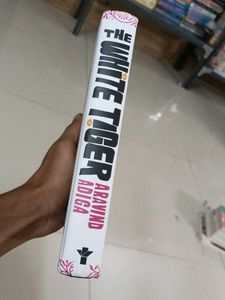 THE
WHITE TIGER
ARAVIND
ADIGA